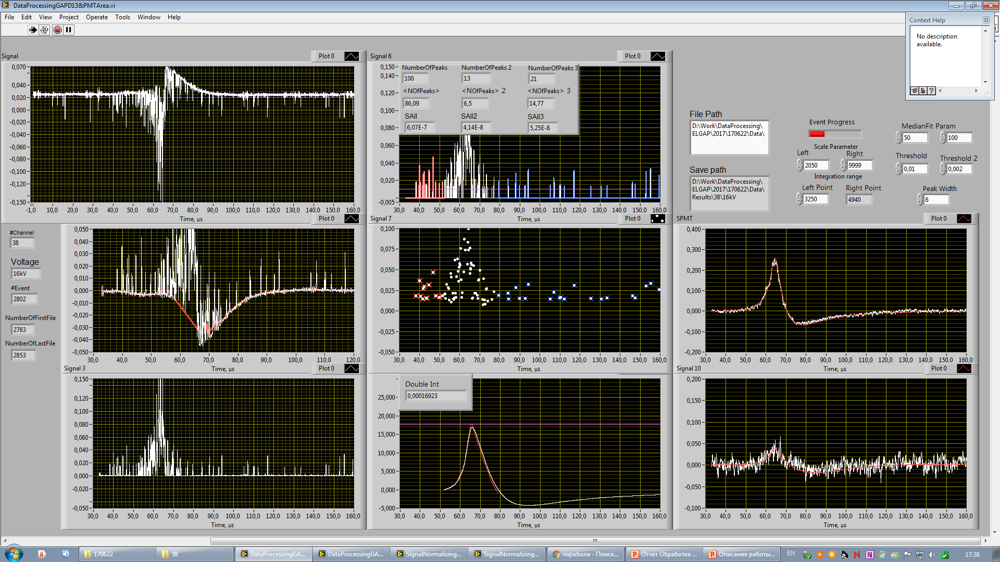 DataProcessingGAPD13&PMTArea.vi
File Edit View Project Operate Tools Window Help
Context Help
No description
available.
Signal
Plot 0
0,070
0,040
0,020
0,000
-0,020
-0,040
-0,060
-0,080
-0,100
-0,120
-0,150
-1,0 10,0 20,0 30,0 40,0 50,0 60,0 70,0 80,0 90,0 100,0 110,0 120,0 130,0 140,0 160,0
Time, µs
Signal 6
Plot 0
NumberOfPeaks NumberOfPeaks 2 NumberOfPeaks 3
100 13 21
<NOfPeaks> <NOfPeaks> 2 <NOfPeaks> 3
86,09 6,5 14,77
SAll SAll2 SAll3
6,07E-7 4,14E-8 5,25E-8
0,150
0,140
0,120
0,100
0,080
0,060
0,040
0,020
-0,005
30,0 40,0 50,0 60,0 70,0 80,0 90,0 100,0 110,0 120,0 130,0 140,0 160,0
Time, µs
File Path
D:\Work\DataProcessing\
ELGAP\2017\170622\Data\
Save path
D:\Work\DataProcessing\
ELGAP\2017\170622\Data\
Results\38\16kV
Event Progress
Scale Parameter
Left Right
2050 9999
Integration range
Left Point Right Point
3250 4940
MedianFit Param
50 100
Threshold Threshold 2
0,01 0,002
Peak Width
6
#Channel
38
Voltage
16kV
#Event
2802
NumberOfFirstFile
2783
NumberOfLastFile
2853
Plot 0
0,050
0,040
0,030
0,020
0,010
0,000
-0,010
-0,020
-0,030
-0,040
-0,050
30,0 40,0 50,0 60,0 70,0 80,0 90,0 100,0 110,0 120,0
Time, µs
Signal 7
Plot 0
0,100
0,075
0,050
0,025
0,000
-0,025
-0,050
30,0 40,0 50,0 60,0 70,0 80,0 90,0 100,0 110,0 120,0 130,0 140,0 160,0
Time, µs
SPMT
Plot 0
0,400
0,300
0,200
0,100
0,000
-0,100
-0,200
30,0 40,0 50,0 60,0 70,0 80,0 90,0 100,0 110,0 120,0 130,0 140,0 150,0 160,0
Time, µs
Signal 3
Plot 0
0,150
0,120
0,100
0,080
0,060
0,040
0,020
0,000
-0,020
-0,050
30,0 40,0 50,0 60,0 70,0 80,0 90,0 100,0 110,0 120,0 130,0 140,0 160,0
Time, µs
Double Int
0,00016923
25,000
20,000
15,000
10,000
5,000
0,000
-5,000
30,0 40,0 50,0 60,0 70,0 80,0 90,0 100,0 110,0 120,0 130,0 140,0 160,0
Time, µs
Signal 10
Plot 0
0,200
0,150
0,100
0,050
0,000
-0,050
-0,100
30,0 40,0 50,0 60,0 70,0 80,0 90,0 100,0 110,0 120,0 130,0 140,0 150,0 160,0
Time, µs
170622
38
DataProcessingGA...
DataProcessingGA...
SignalNormalizing...
SignalNormalizing...
парабола - Поиск...
Отчет Обработка ...
Описание работы...
EN
17:38